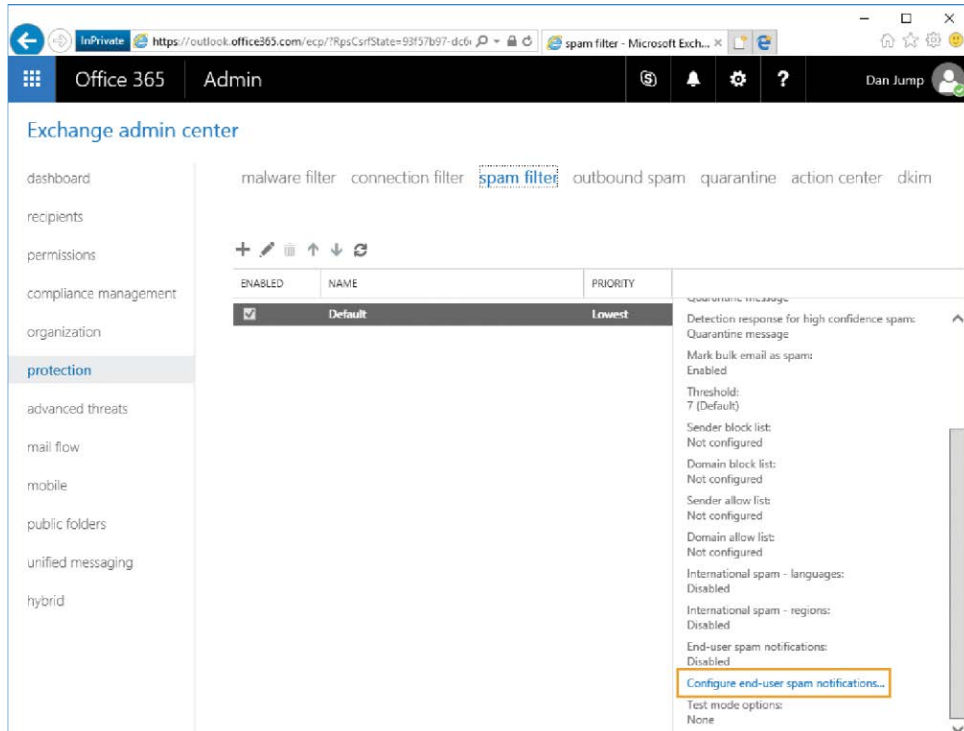 InPrivate https://outlook.office365.com/ecp/?RpsCsrfState=93f57b97-dc6 spam filter - Microsoft Exch...
Office 365 Admin ? Dan Jump
Exchange admin center
malware filter connection filter spam filter outbound spam quarantine action center dkim
dashboard
recipients
permissions
compliance management
organization
protection
advanced threats
mail flow
mobile
public folders
unified messaging
hybrid
ENABLED NAME PRIORITY
Default Lowest
Quarantine message
Detection response for high confidence spam:
Quarantine message
Mark bulk email as spam:
Enabled
Threshold:
7 (Default)
Sender block list:
Not configured
Domain block list:
Not configured
Sender allow list:
Not configured
Domain allow list:
Not configured
International spam - languages:
Disabled
International spam - regions:
Disabled
End-user spam notifications:
Disabled
Configure end-user spam notifications...
Test mode options:
None